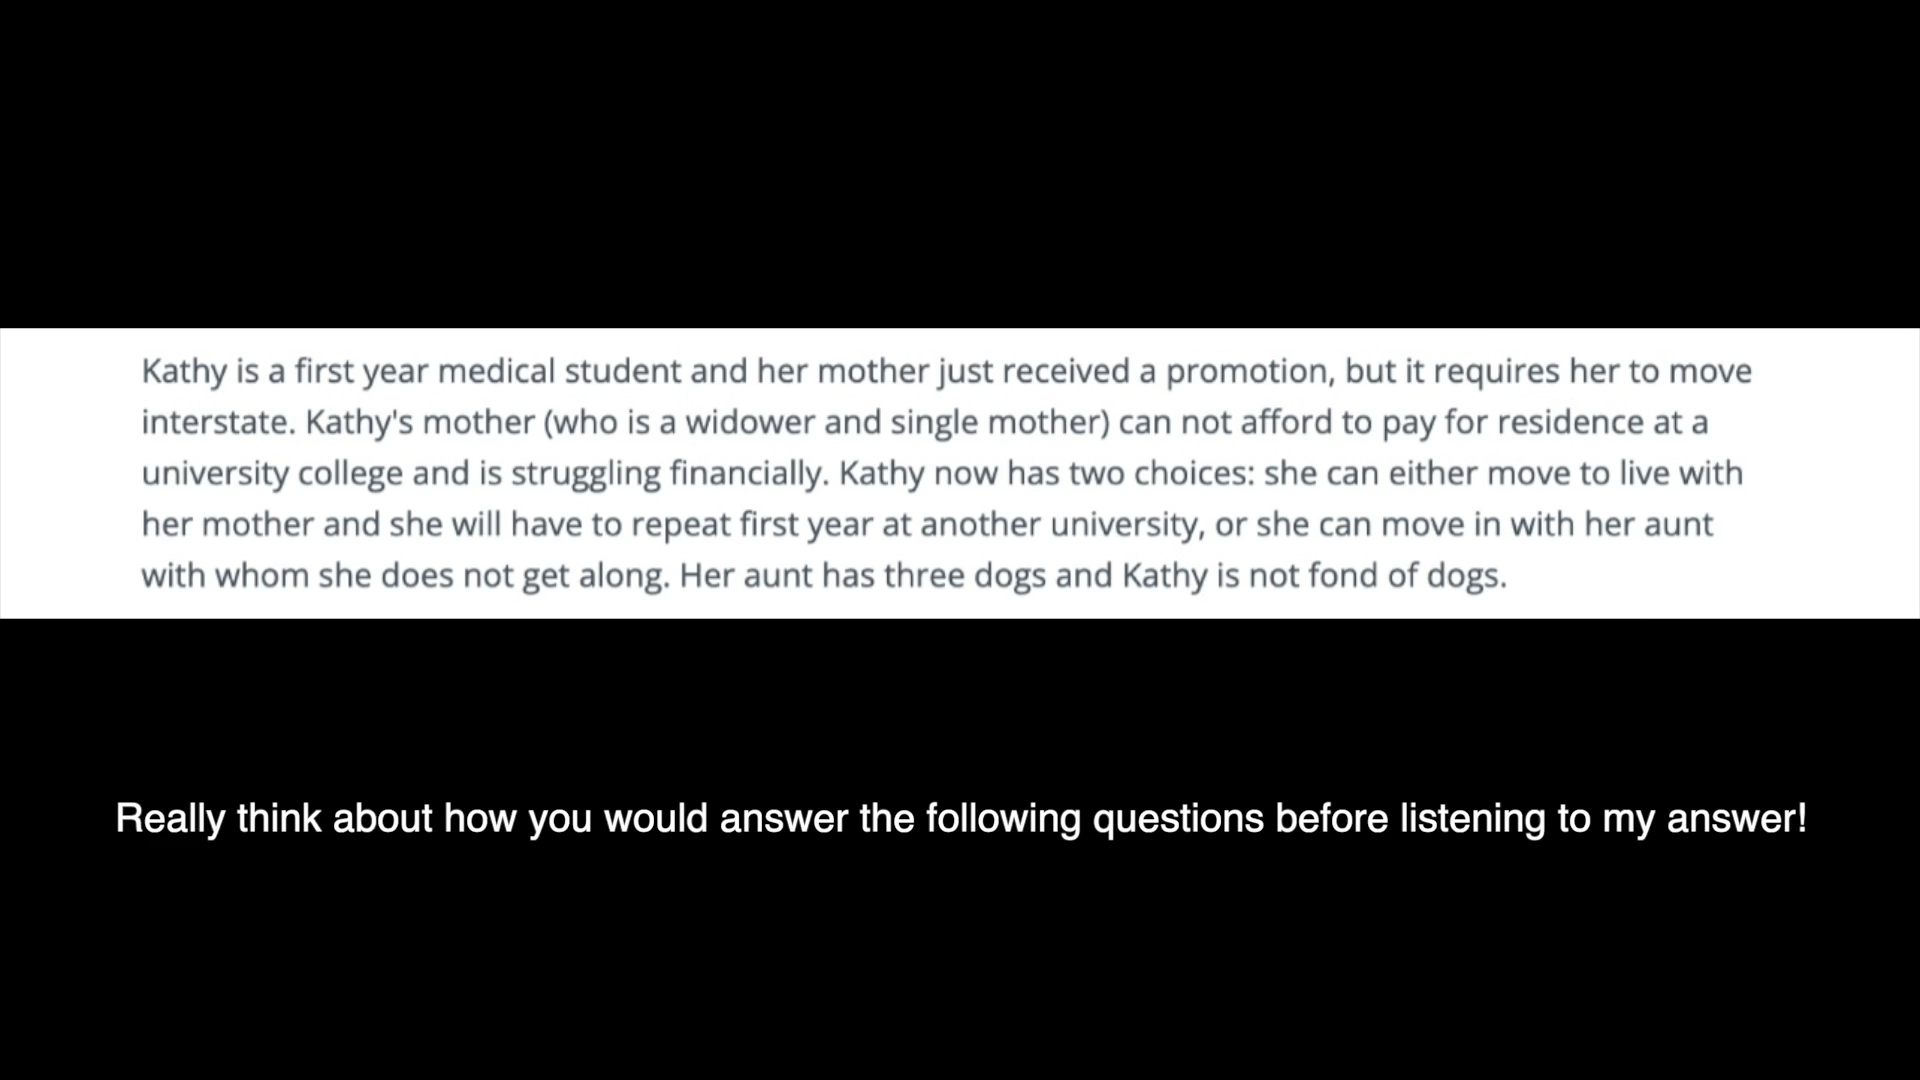 Kathy is a first year medical student and her mother just received a promotion, but it requires her to move
interstate. Kathy's mother (who is a widower and single mother) can not afford to pay for residence at a
university college and is struggling financially. Kathy now has two choices: she can either move to live with
her mother and she will have to repeat first year at another university, or she can move in with her aunt
with whom she does not get along. Her aunt has three dogs and Kathy is not fond of dogs.
Really think about how you would answer the following questions before listening to my answer!